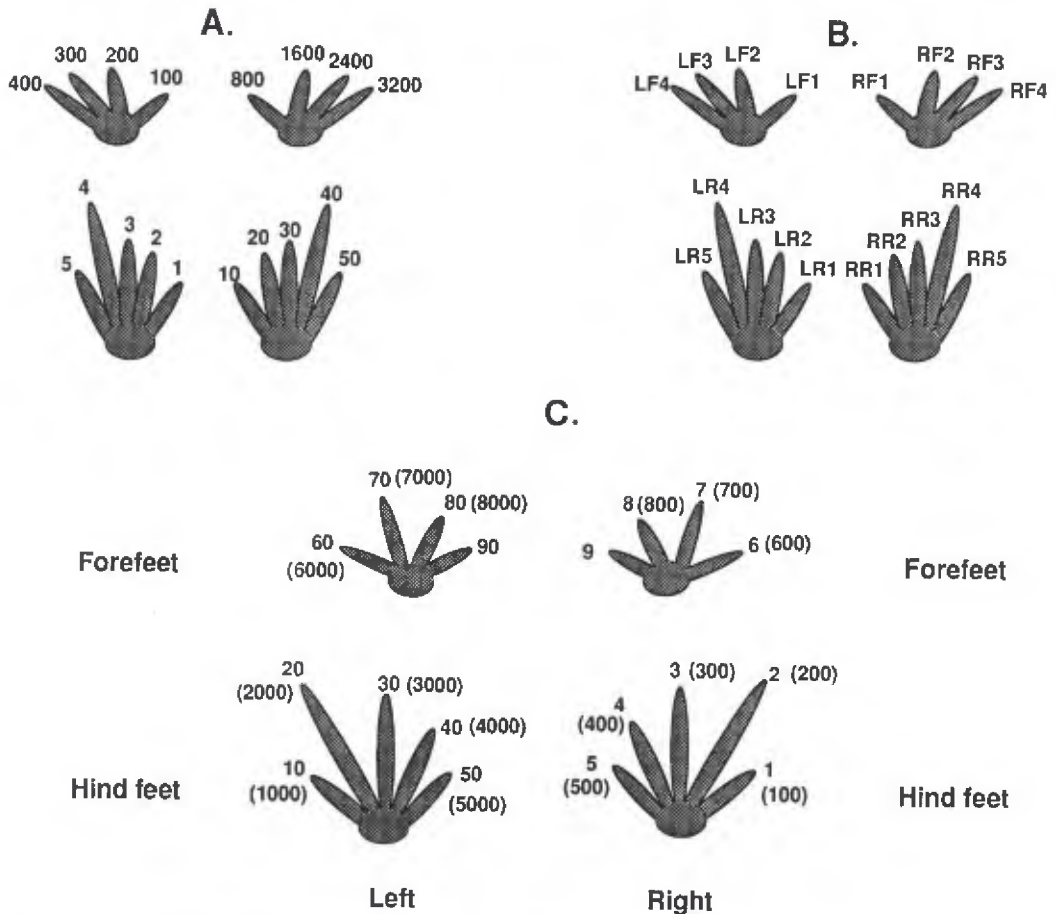 A.
B.
300 200
400 100
1600
800 2400
3200
LF3 LF2
LF4 LF1
RF2
RF1 RF3
RF4
4
3
5 2
1
40
20 30
10 50
LR4
LR3
LR5 LR2
LR1
RR4
RR3
RR2
RR1 RR5
C.
70 (7000)
80 (8000)
60
(6000)
90
7 (700)
8 (800)
9
6 (600)
Forefeet
Forefeet
20
(2000)
30 (3000)
40 (4000)
10
(1000)
50
(5000)
3 (300)
2 (200)
4
(400)
5
(500)
1
(100)
Hind feet
Hind feet
Left
Right